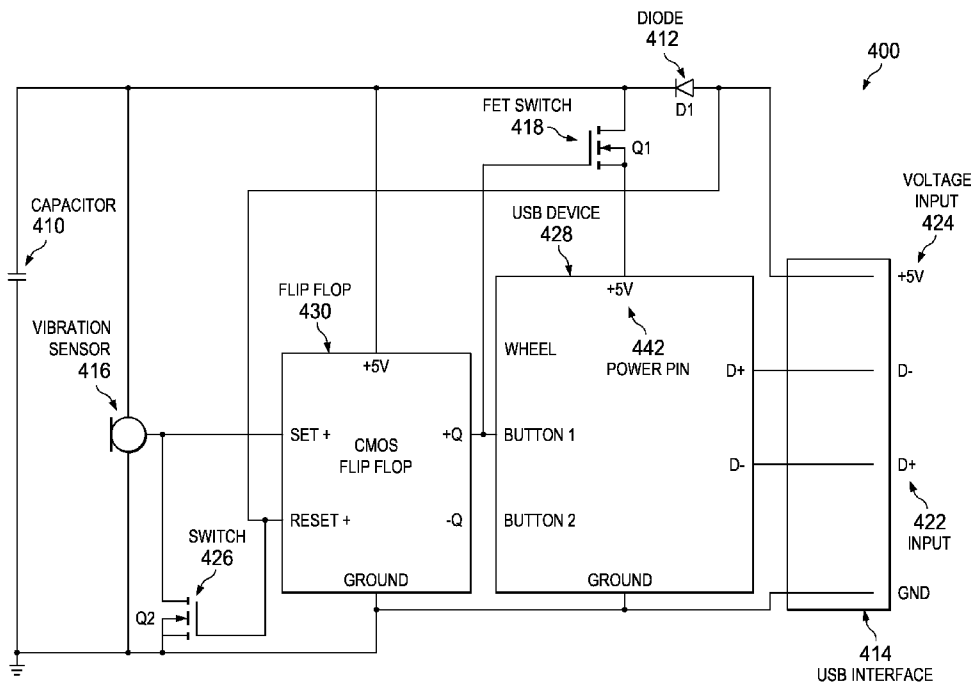 DIODE
412
400
FET SWITCH
418
D1
Q1
VOLTAGE
INPUT
424
CAPACITOR
410
USB DEVICE
428
+5V
FLIP FLOP
430
+5V
VIBRATION
SENSOR
416
442
POWER PIN
WHEEL
+5V
D+
D-
SET +
+Q
BUTTON 1
CMOS
FLIP FLOP
D-
D+
RESET +
-Q
BUTTON 2
422
INPUT
SWITCH
426
GROUND
GROUND
GND
Q2
414
USB INTERFACE